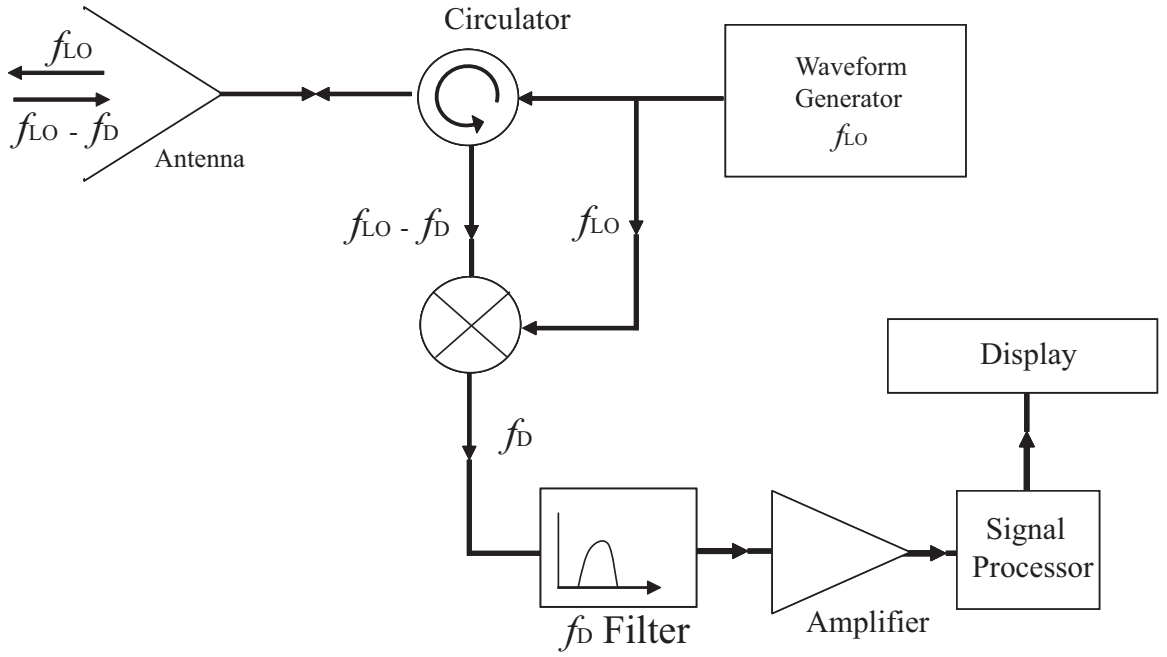 Circulator
fLO
fLO - fD
Antenna
Waveform
Generator
fLO
fLO - fD
fLO
Display
fD
Signal
Processor
fD Filter
Amplifier